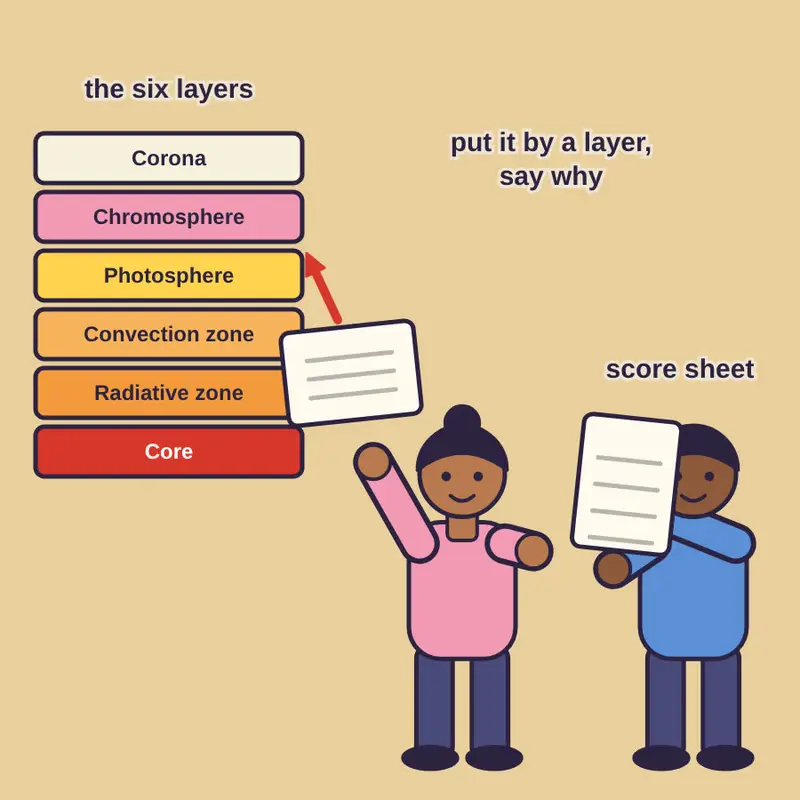 the six layers
Corona
Chromosphere
Photosphere
Convection zone
Radiative zone
Core
put it by a layer,
say why
score sheet